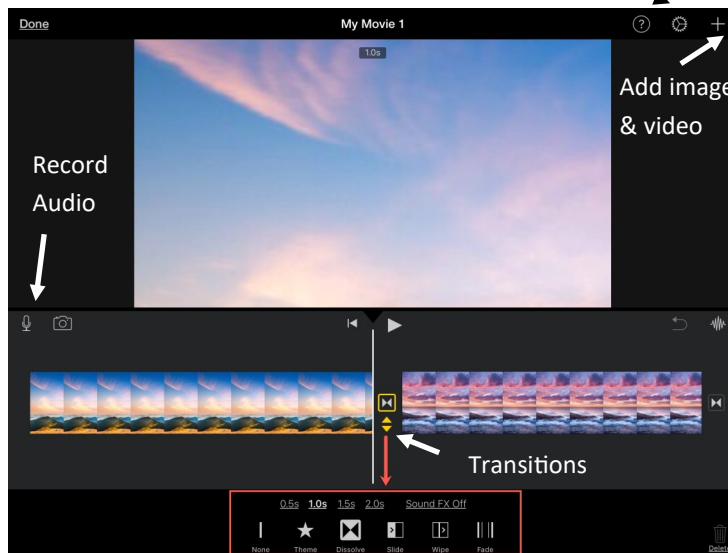 Done My Movie 1 ?
1.0s
Add image
& video
Record
Audio
Transitions
0.5s 1.0s 1.5s 2.0s Sound FX Off
None Theme Dissolve Slide Wipe Fade
Delete